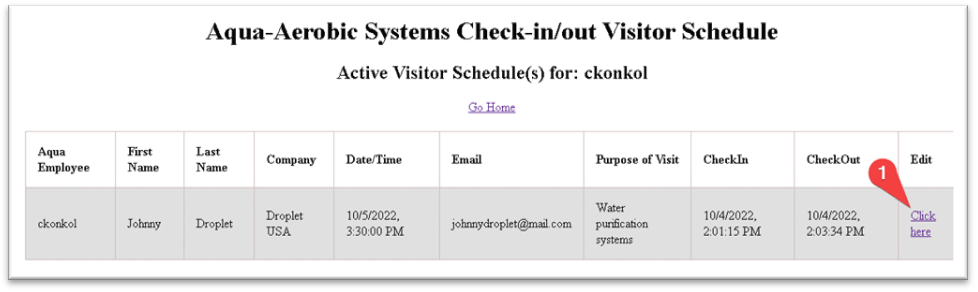 Aqua-Aerobic Systems Check-in/out Visitor Schedule
Active Visitor Schedule(s) for: ckonkol
Go Home
Aqua Employee First Name Last Name Company Date/Time Email Purpose of Visit CheckIn CheckOut Edit
1
ckonkol Johnny Droplet Droplet USA 10/5/2022, 3:30:00 PM johnnydroplet@mail.com Water purification systems 10/4/2022, 2:01:15 PM 10/4/2022, 2:03:34 PM Click here